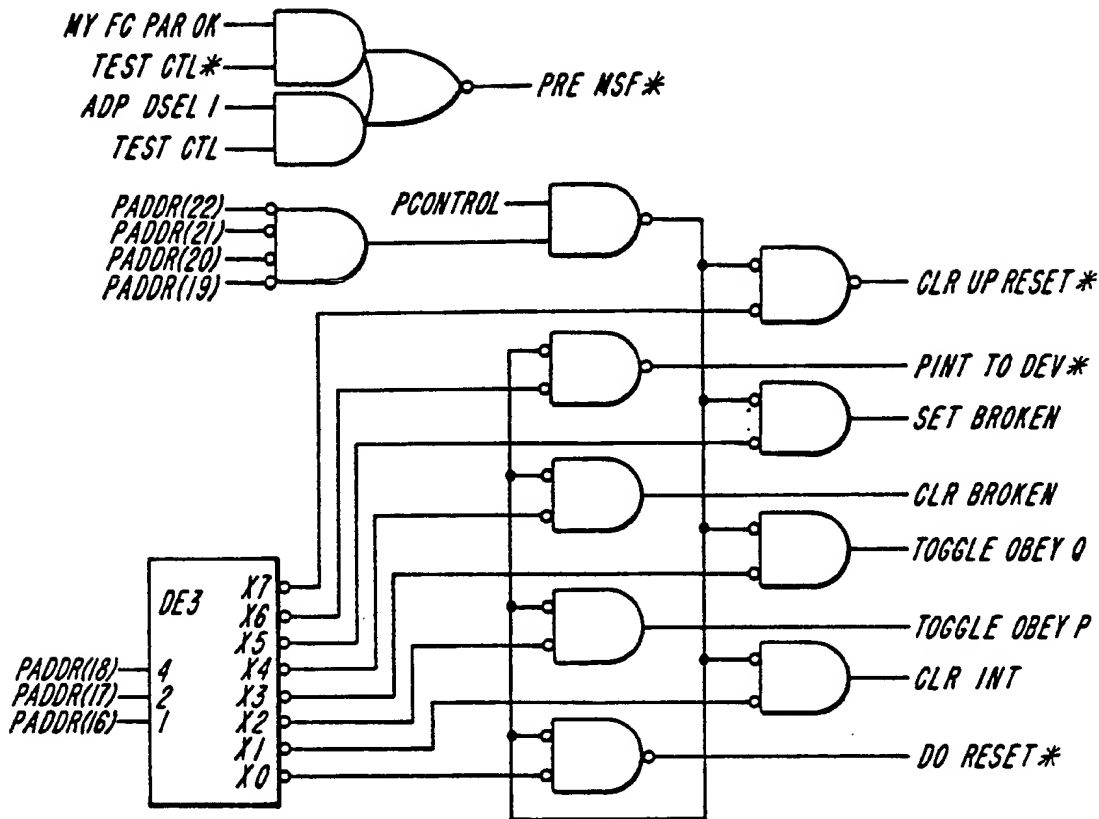 MY FC PAR OK
TEST CTL*
ADP DSEL 1
TEST CTL
PRE MSF*
PADDR(22)
PADDR(21)
PADDR(20)
PADDR(19)
PCONTROL
CLR UP RESET*
PINT TO DEV*
SET BROKEN
CLR BROKEN
TOGGLE OBEY Q
TOGGLE OBEY P
CLR INT
DO RESET*
DE3
X7
X6
X5
X4
X3
X2
X1
X0
PADDR(18) 4
PADDR(17) 2
PADDR(16) 1